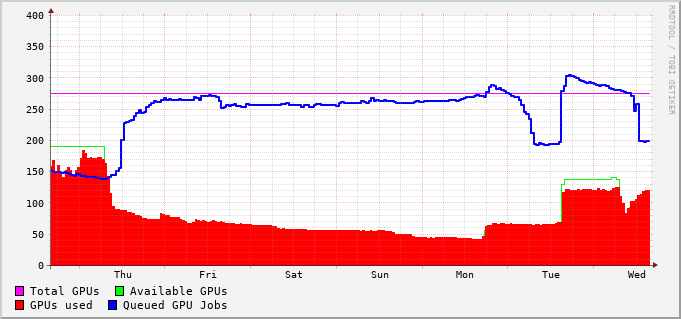 400
350
300
250
200
150
100
50
0
Thu Fri Sat Sun Mon Tue Wed
Total GPUs Available GPUs
GPUs used Queued GPU Jobs
RRDTOOL / TOBI OETIKER